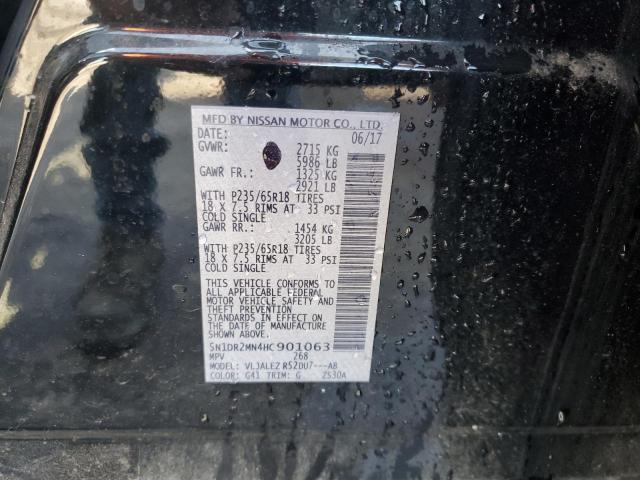 MFD BY NISSAN MOTOR CO., LTD.
DATE: 06/17
GVWR: 2715 KG
5986 LB
GAWR FR.: 1325 KG
2921 LB
WITH P235/65R18 TIRES
18 X 7.5 RIMS AT 33 PSI
COLD SINGLE
GAWR RR.: 1454 KG
3205 LB
WITH P235/65R18 TIRES
18 X 7.5 RIMS AT 33 PSI
COLD SINGLE
THIS VEHICLE CONFORMS TO
ALL APPLICABLE FEDERAL
MOTOR VEHICLE SAFETY AND
THEFT PREVENTION
STANDARDS IN EFFECT ON
THE DATE OF MANUFACTURE
SHOWN ABOVE.
5N1DR2MN4HC901063
MPV 268
MODEL: VLJALEZ R52DU7---AB
COLOR: G41 TRIM: G ZS30A